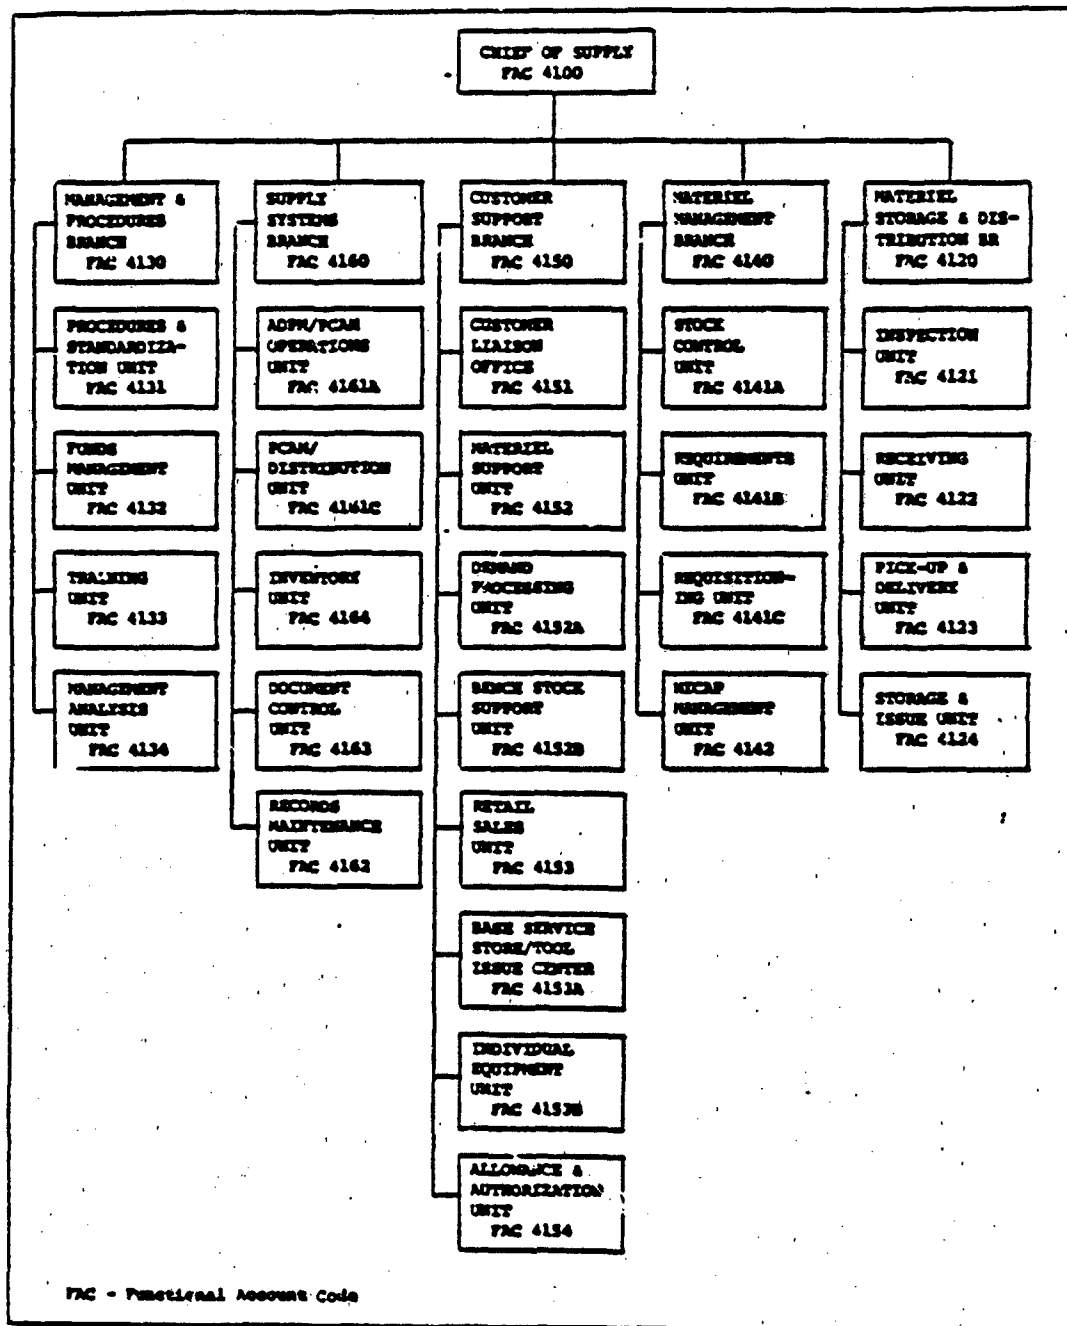 CHIEF OF SUPPLY
FAC 4100
MANAGEMENT &
PROCEDURES
BRANCH
FAC 4130
PROCEDURES &
STANDARDIZA-
TION UNIT
FAC 4131
FUNDS
MANAGEMENT
UNIT
FAC 4132
TRAINING
UNIT
FAC 4133
MANAGEMENT
ANALYSIS
UNIT
FAC 4134
SUPPLY
SYSTEMS
BRANCH
FAC 4160
ADPM/PCAM
OPERATIONS
UNIT
FAC 4161A
PCAM/
DISTRIBUTION
UNIT
FAC 4161C
INVENTORY
UNIT
FAC 4164
DOCUMENT
CONTROL
UNIT
FAC 4163
RECORDS
MAINTENANCE
UNIT
FAC 4162
CUSTOMER
SUPPORT
BRANCH
FAC 4150
CUSTOMER
LIAISON
OFFICE
FAC 4151
MATERIEL
SUPPORT
UNIT
FAC 4152
DEMAND
PROCESSING
UNIT
FAC 4152A
BENCH STOCK
SUPPORT
UNIT
FAC 4152B
RETAIL
SALES
UNIT
FAC 4153
BASE SERVICE
STORE/TOOL
ISSUE CENTER
FAC 4153A
INDIVIDUAL
EQUIPMENT
UNIT
FAC 4153B
ALLOWANCE &
AUTHORIZATION
UNIT
FAC 4154
MATERIEL
MANAGEMENT
BRANCH
FAC 4140
STOCK
CONTROL
UNIT
FAC 4141A
REQUIREMENTS
UNIT
FAC 4141B
REQUISITION-
ING UNIT
FAC 4141C
MICAP
MANAGEMENT
UNIT
FAC 4142
MATERIEL
STORAGE & DIS-
TRIBUTION BR
FAC 4120
INSPECTION
UNIT
FAC 4121
RECEIVING
UNIT
FAC 4122
PICK-UP &
DELIVERY
UNIT
FAC 4123
STORAGE &
ISSUE UNIT
FAC 4124
FAC - Functional Account Code